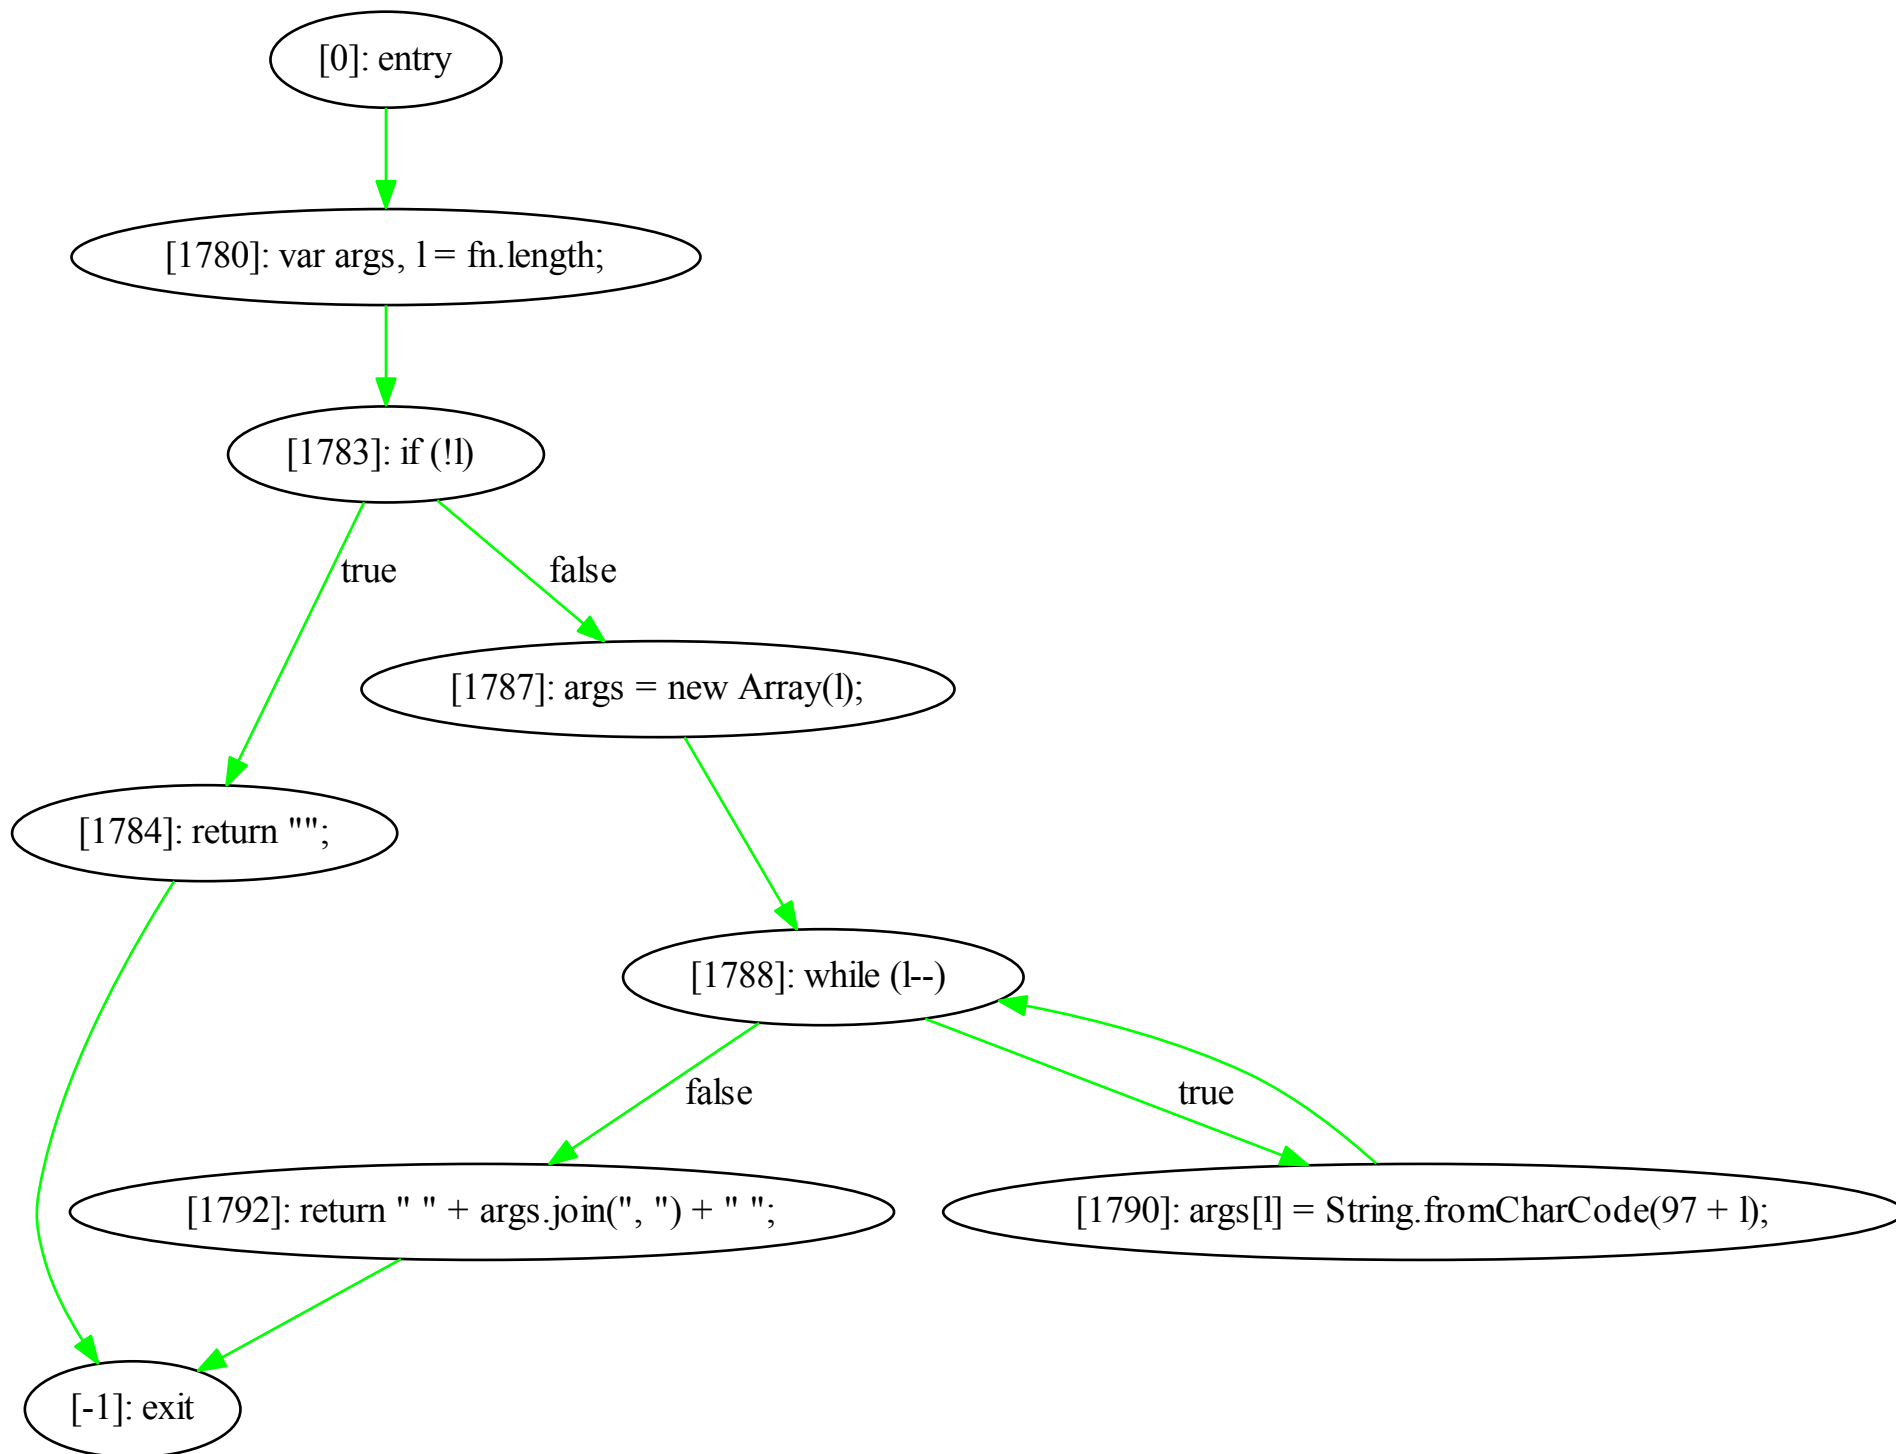 [0]: entry
[1780]: var args, l = fn.length;
[1783]: if (!l)
true
false
[1787]: args = new Array(l);
[1784]: return "";
[1788]: while (l--)
false
true
[1792]: return " " + args.join(", ") + " ";
[1790]: args[l] = String.fromCharCode(97 + l);
[-1]: exit